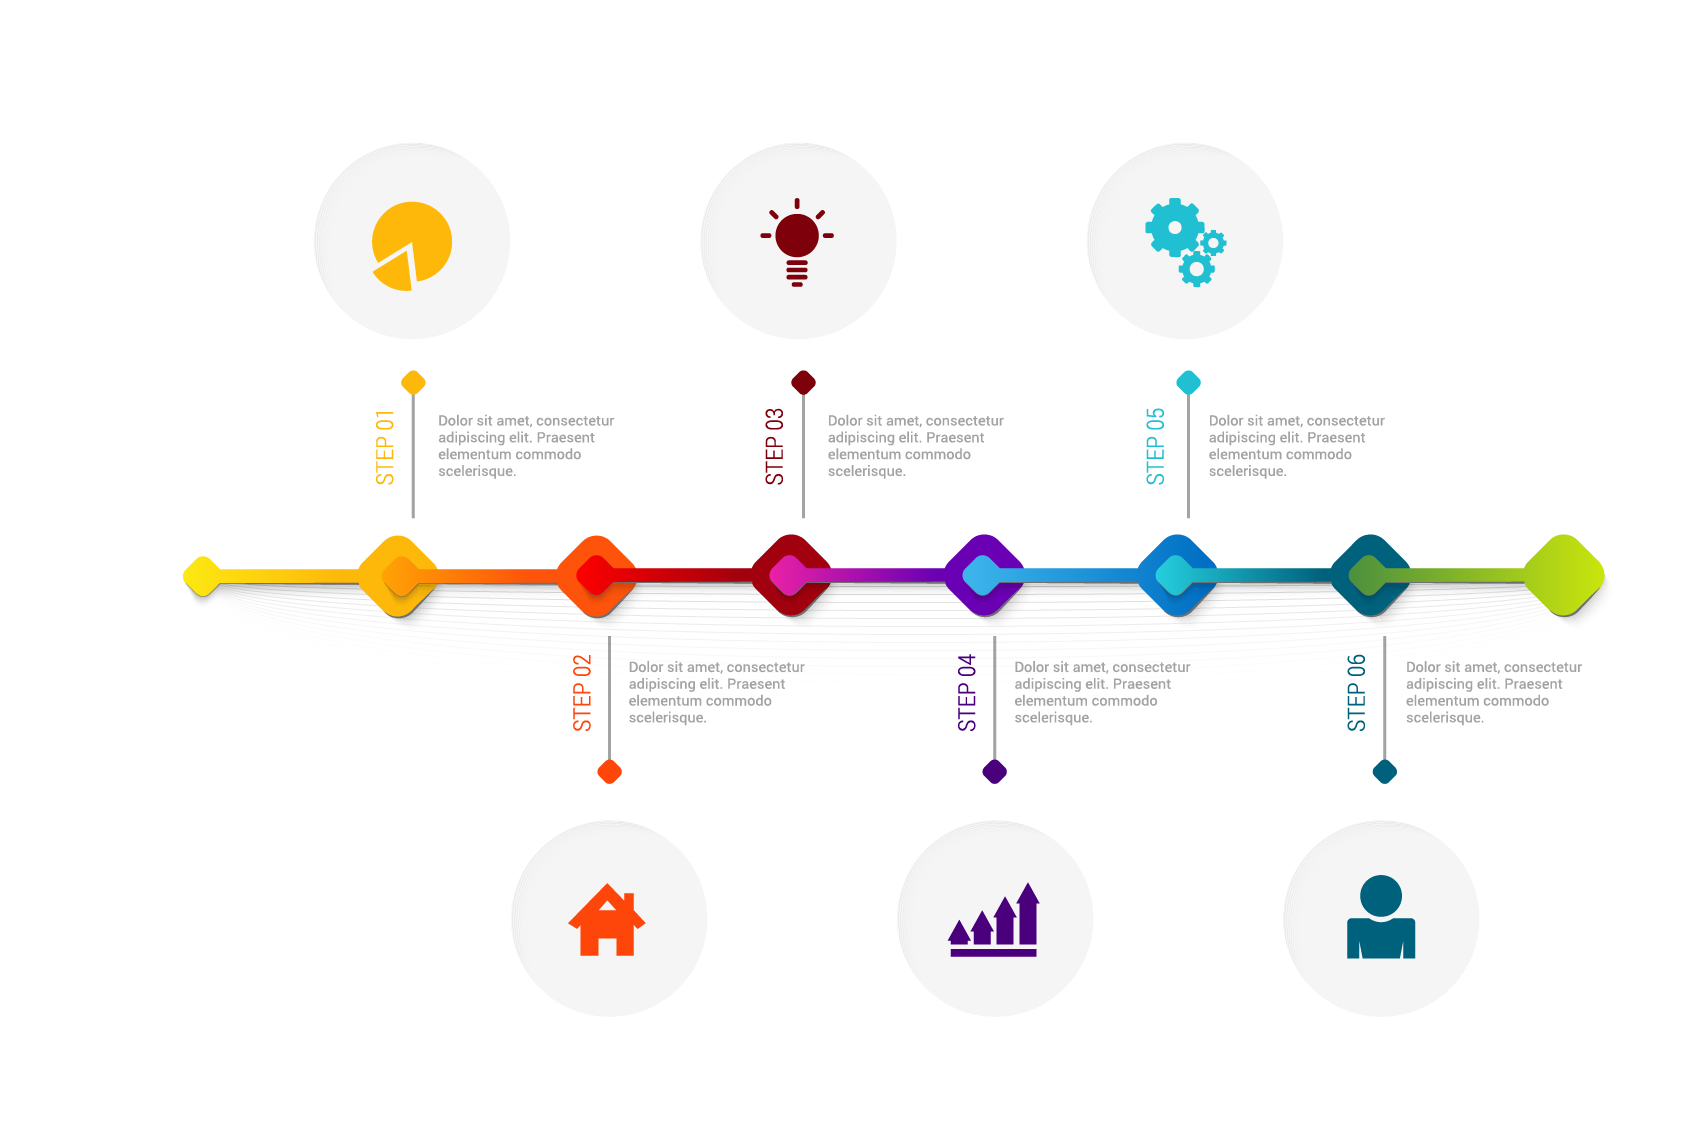 STEP 01
Dolor sit amet, consectetur
adipiscing elit. Praesent
elementum commodo
scelerisque.
STEP 03
Dolor sit amet, consectetur
adipiscing elit. Praesent
elementum commodo
scelerisque.
STEP 05
Dolor sit amet, consectetur
adipiscing elit. Praesent
elementum commodo
scelerisque.
STEP 02
Dolor sit amet, consectetur
adipiscing elit. Praesent
elementum commodo
scelerisque.
STEP 04
Dolor sit amet, consectetur
adipiscing elit. Praesent
elementum commodo
scelerisque.
STEP 06
Dolor sit amet, consectetur
adipiscing elit. Praesent
elementum commodo
scelerisque.